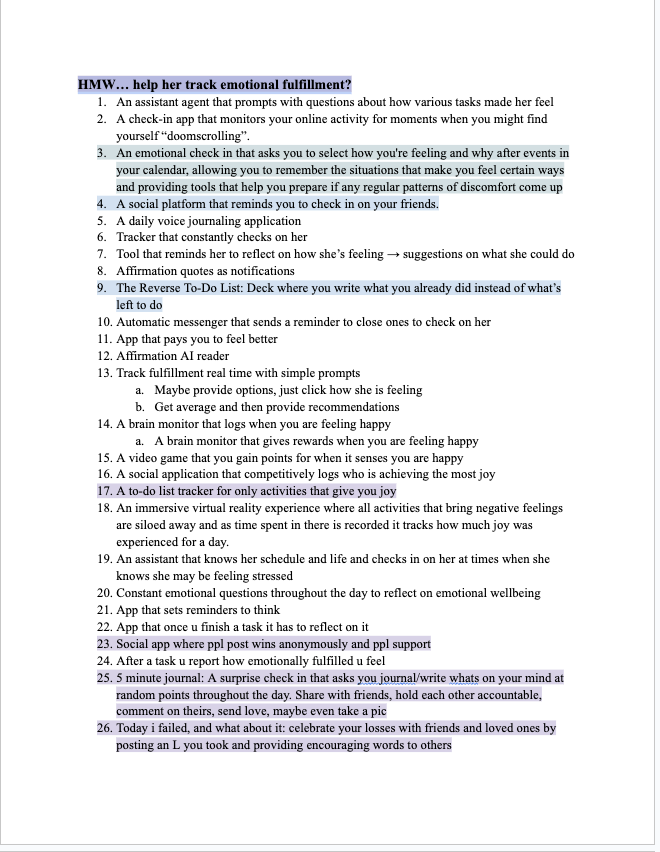 HMW… help her track emotional fulfillment?
1. An assistant agent that prompts with questions about how various tasks made her feel
2. A check-in app that monitors your online activity for moments when you might find
yourself “doomscrolling”.
3. An emotional check in that asks you to select how you're feeling and why after events in
your calendar, allowing you to remember the situations that make you feel certain ways
and providing tools that help you prepare if any regular patterns of discomfort come up
4. A social platform that reminds you to check in on your friends.
5. A daily voice journaling application
6. Tracker that constantly checks on her
7. Tool that reminds her to reflect on how she’s feeling → suggestions on what she could do
8. Affirmation quotes as notifications
9. The Reverse To-Do List: Deck where you write what you already did instead of what’s
left to do
10. Automatic messenger that sends a reminder to close ones to check on her
11. App that pays you to feel better
12. Affirmation AI reader
13. Track fulfillment real time with simple prompts
a. Maybe provide options, just click how she is feeling
b. Get average and then provide recommendations
14. A brain monitor that logs when you are feeling happy
a. A brain monitor that gives rewards when you are feeling happy
15. A video game that you gain points for when it senses you are happy
16. A social application that competitively logs who is achieving the most joy
17. A to-do list tracker for only activities that give you joy
18. An immersive virtual reality experience where all activities that bring negative feelings
are siloed away and as time spent in there is recorded it tracks how much joy was
experienced for a day.
19. An assistant that knows her schedule and life and checks in on her at times when she
knows she may be feeling stressed
20. Constant emotional questions throughout the day to reflect on emotional wellbeing
21. App that sets reminders to think
22. App that once u finish a task it has to reflect on it
23. Social app where ppl post wins anonymously and ppl support
24. After a task u report how emotionally fulfilled u feel
25. 5 minute journal: A surprise check in that asks you journal/write whats on your mind at
random points throughout the day. Share with friends, hold each other accountable,
comment on theirs, send love, maybe even take a pic
26. Today i failed, and what about it: celebrate your losses with friends and loved ones by
posting an L you took and providing encouraging words to others